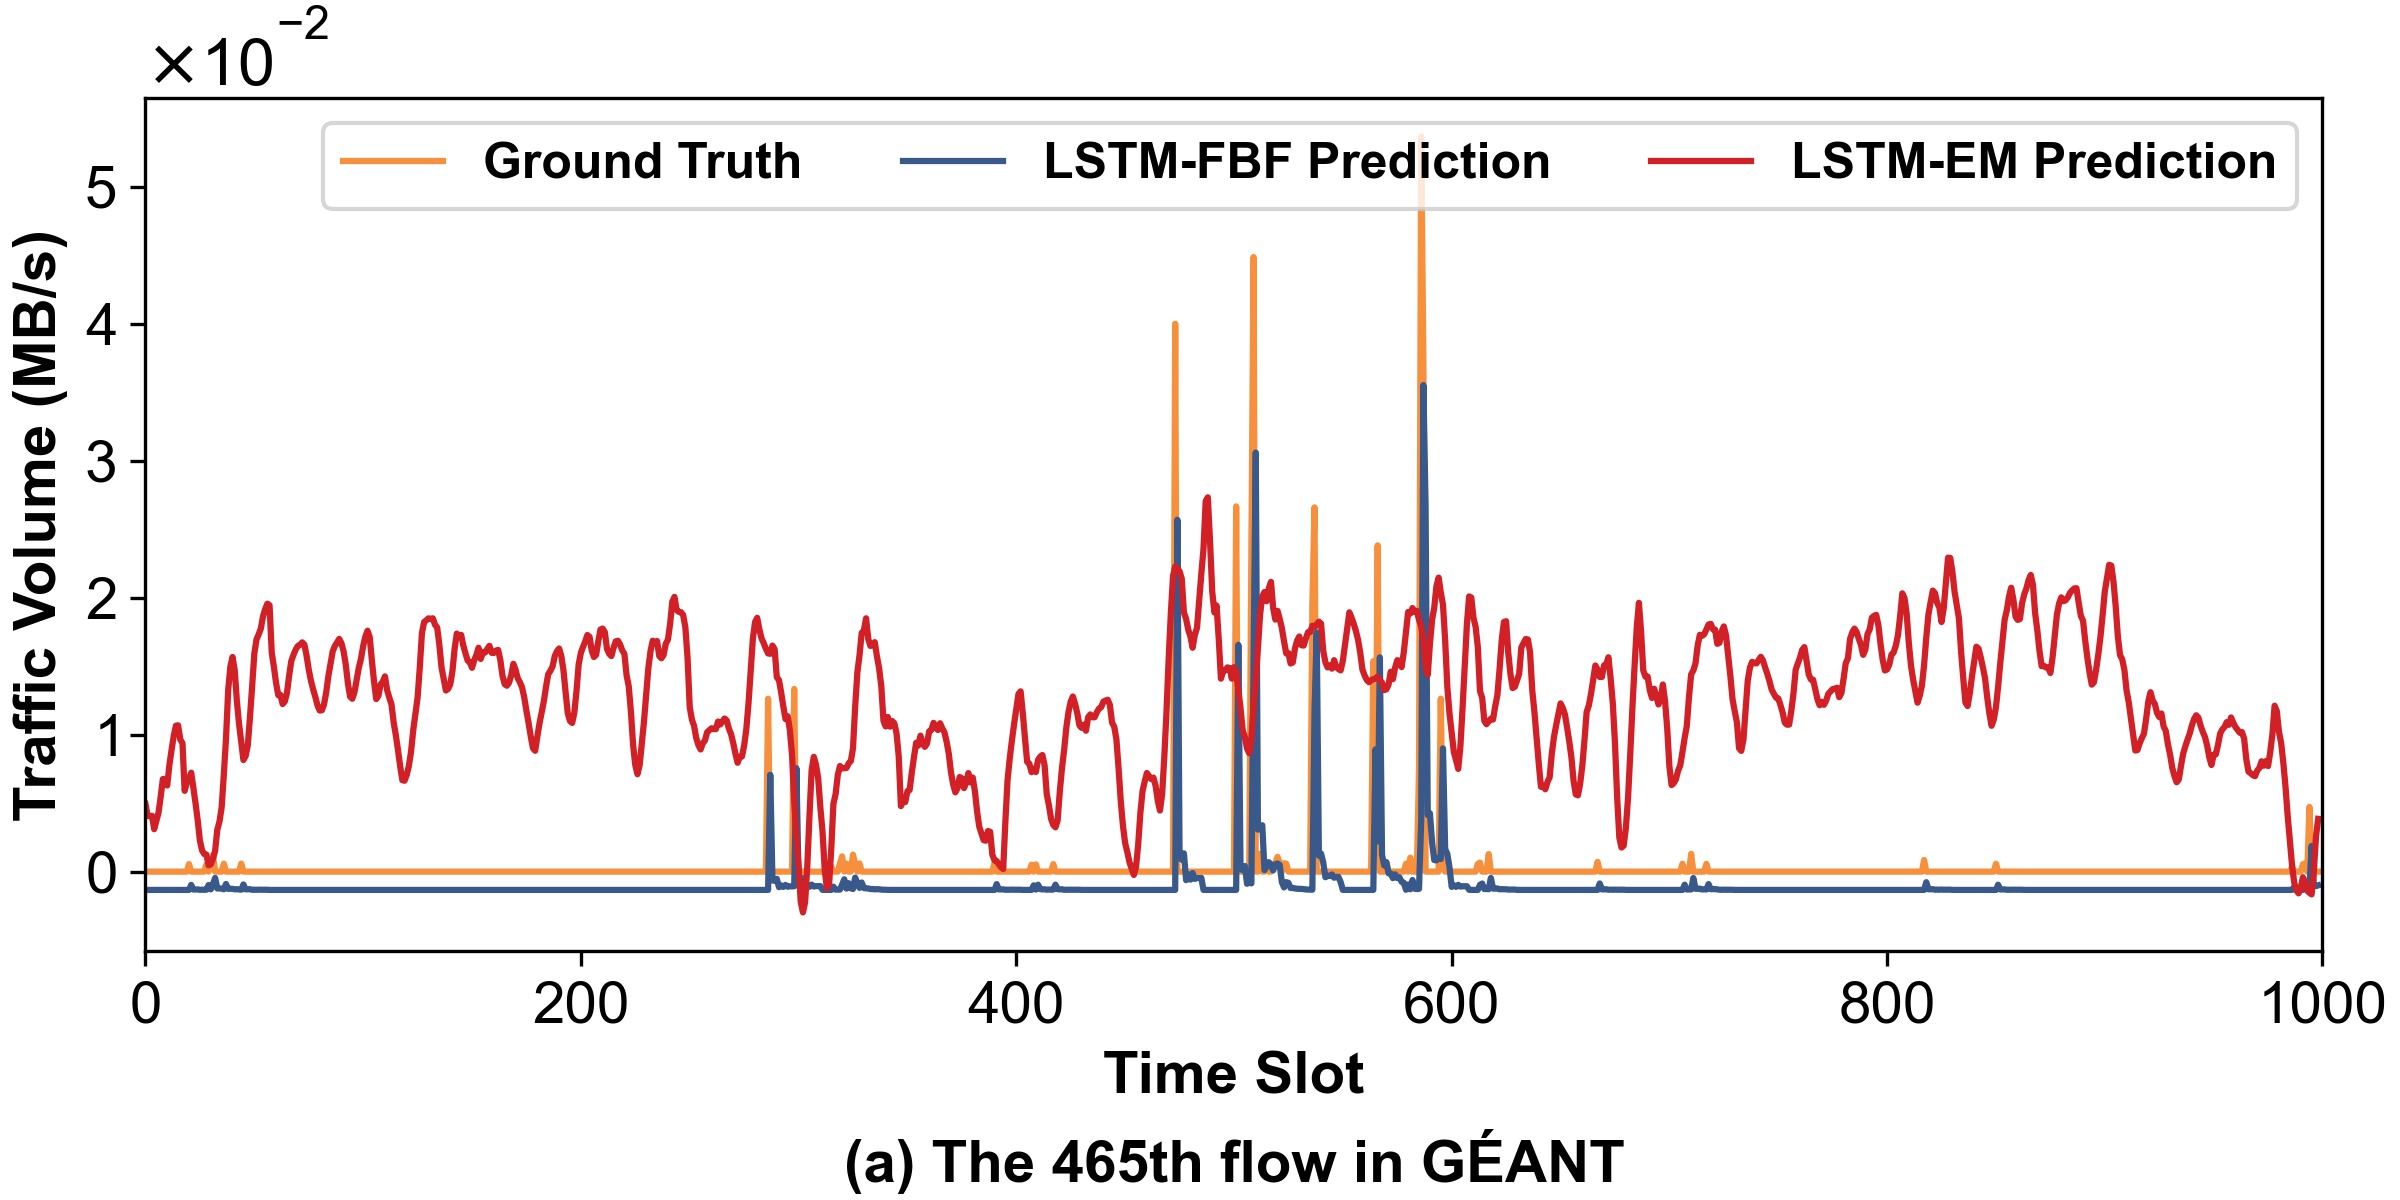 ×10⁻²
Ground Truth LSTM-FBF Prediction LSTM-EM Prediction
5
4
3
2
1
0
Traffic Volume (MB/s)
0 200 400 600 800 1000
Time Slot
(a) The 465th flow in GÉANT